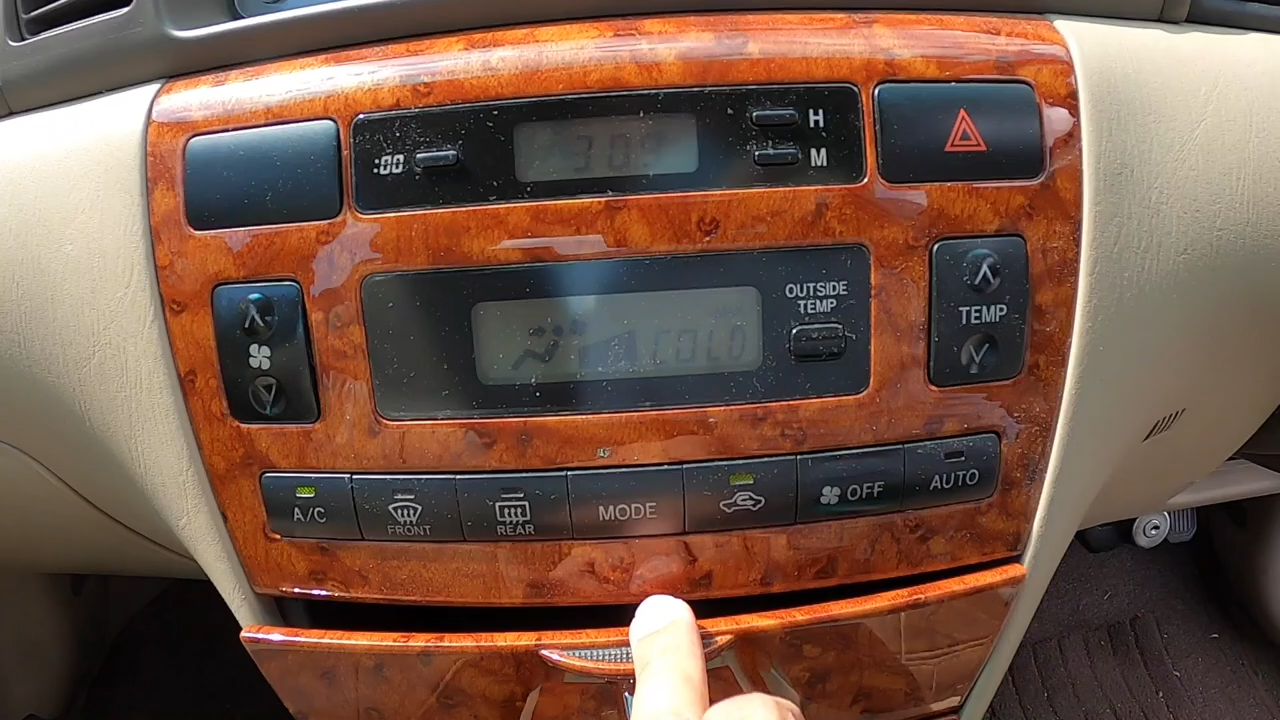 :00
H
M
OUTSIDE
TEMP
COLD
TEMP
A/C
FRONT
REAR
MODE
OFF
AUTO